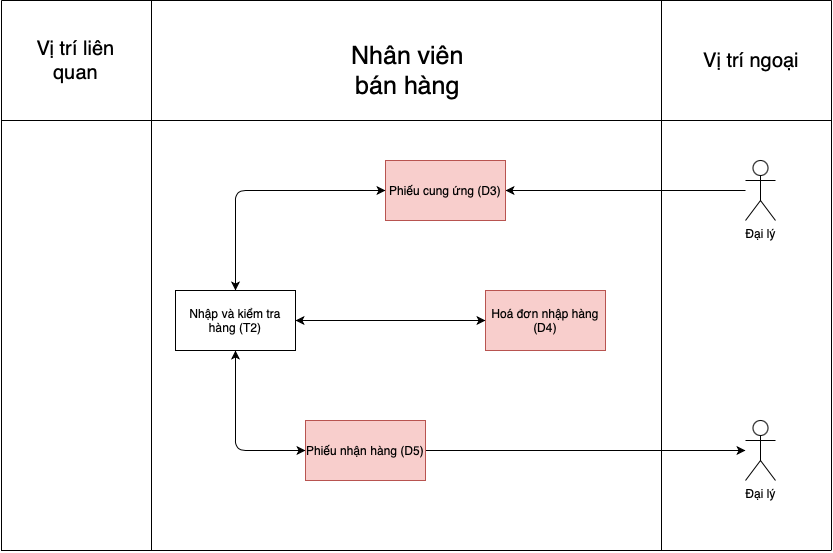 Vị trí liên
quan
Nhân viên
bán hàng
Vị trí ngoại
Phiếu cung ứng (D3)
Đại lý
Nhập và kiểm tra
hàng (T2)
Hoá đơn nhập hàng
(D4)
Phiếu nhận hàng (D5)
Đại lý